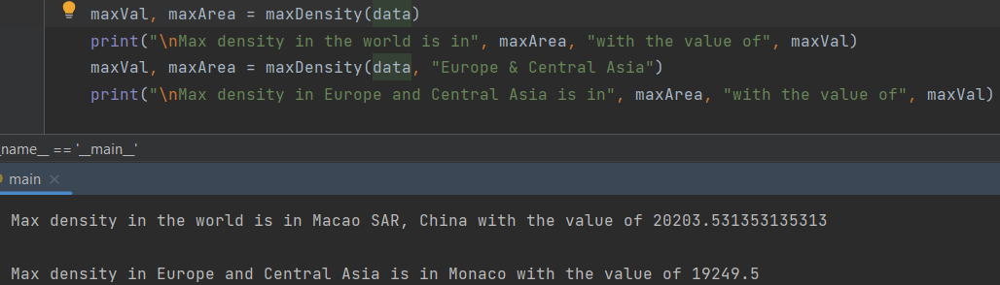 maxVal, maxArea = maxDensity(data)
print("\nMax density in the world is in", maxArea, "with the value of", maxVal)
maxVal, maxArea = maxDensity(data, "Europe & Central Asia")
print("\nMax density in Europe and Central Asia is in", maxArea, "with the value of", maxVal)
_name__ == '__main__'
main
Max density in the world is in Macao SAR, China with the value of 20203.531353135313
Max density in Europe and Central Asia is in Monaco with the value of 19249.5